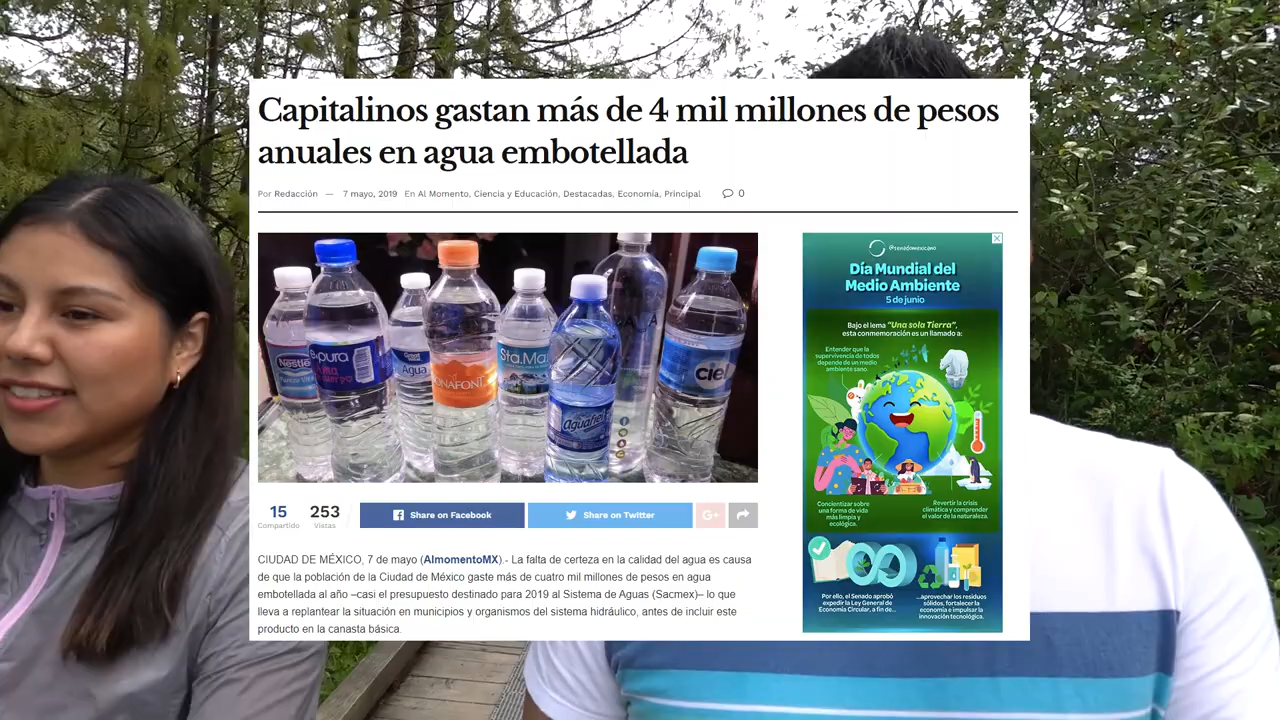 Capitalinos gastan más de 4 mil millones de pesos
anuales en agua embotellada
Por Redacción — 7 mayo, 2019 En Al Momento, Ciencia y Educación, Destacadas, Economía, Principal 0
Nestlé
Pureza Vital
epura
Great Value
Agua
BONAFONT
Sta.Mar
aguafiel
Ciel
15
Compartido
253
Vistas
Share on Facebook
Share on Twitter
G+
CIUDAD DE MÉXICO, 7 de mayo (AlmomentoMX).- La falta de certeza en la calidad del agua es causa
de que la población de la Ciudad de México gaste más de cuatro mil millones de pesos en agua
embotellada al año –casi el presupuesto destinado para 2019 al Sistema de Aguas (Sacmex)– lo que
lleva a replantear la situación en municipios y organismos del sistema hidráulico, antes de incluir este
producto en la canasta básica.
@senadomexicano
Día Mundial del
Medio Ambiente
5 de junio
Bajo el lema "Una sola Tierra",
esta conmemoración es un llamado a:
Entender que la
supervivencia de todos
depende de un medio
ambiente sano.
Concientizar sobre
una forma de vida
más limpia y
ecológica.
Revertir la crisis
climática y comprender
el valor de la naturaleza.
Por ello, el Senado aprobó
expedir la Ley General de
Economía Circular, a fin de...
...aprovechar los residuos
sólidos, fortalecer la
economía e impulsar la
innovación tecnológica.